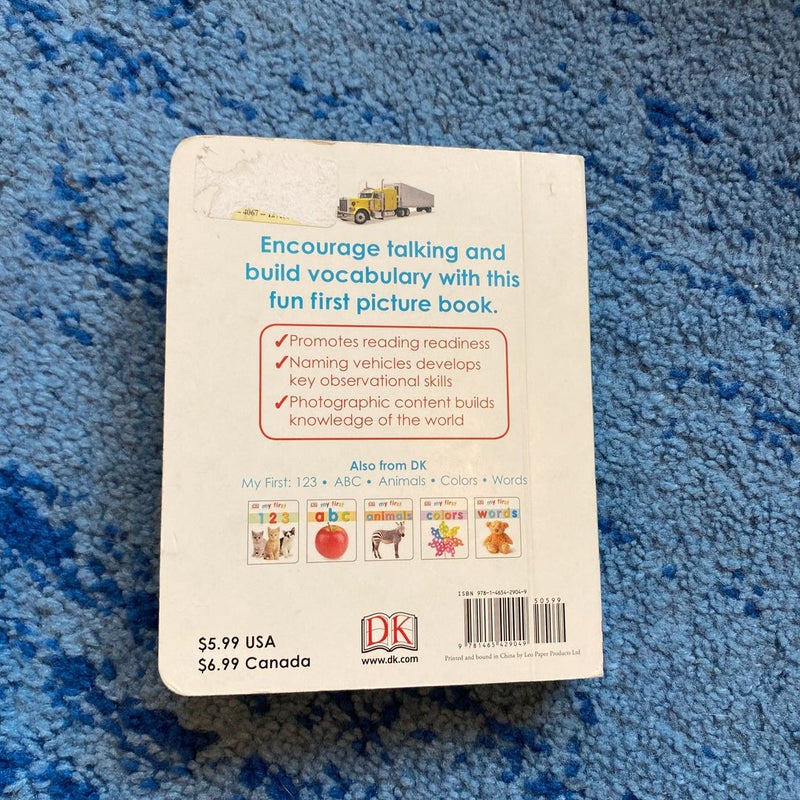 Encourage talking and
build vocabulary with this
fun first picture book.
✓Promotes reading readiness
✓Naming vehicles develops
key observational skills
✓Photographic content builds
knowledge of the world
Also from DK
My First: 123 • ABC • Animals • Colors • Words
my first
123
my first
abc
my first
animals
my first
colors
my first
words
ISBN 978-1-4654-2904-9
50599
9 781465 429049
Printed and bound in China by Leo Paper Products Ltd
DK
www.dk.com
$5.99 USA
$6.99 Canada